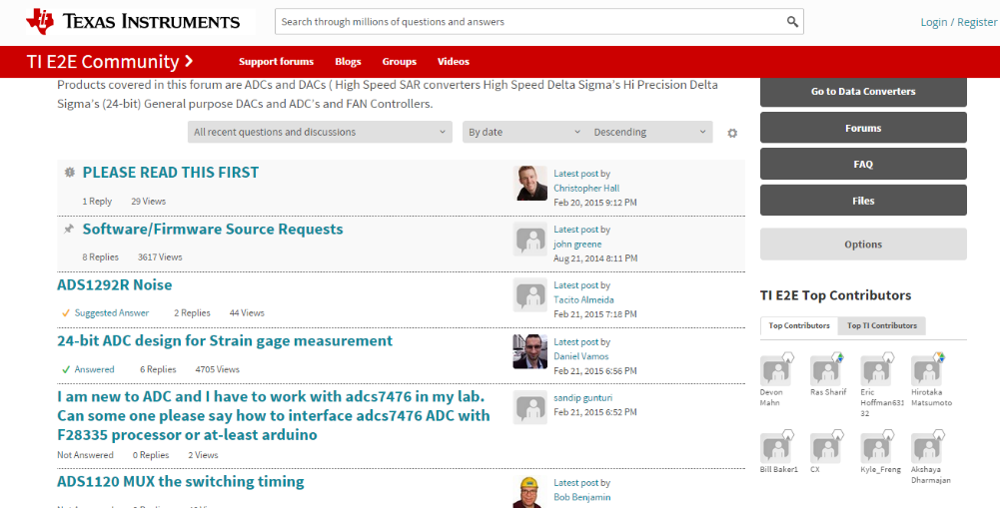 TEXAS INSTRUMENTS
Search through millions of questions and answers
Login / Register
TI E2E Community
Support forums
Blogs
Groups
Videos
Products covered in this forum are ADCs and DACs ( High Speed SAR converters High Speed Delta Sigma's Hi Precision Delta
Sigma's (24-bit) General purpose DACs and ADC's and FAN Controllers.
All recent questions and discussions
By date
Descending
PLEASE READ THIS FIRST
1 Reply 29 Views
Latest post by
Christopher Hall
Feb 20, 2015 9:12 PM
Software/Firmware Source Requests
8 Replies 3617 Views
Latest post by
john greene
Aug 21, 2014 8:11 PM
ADS1292R Noise
Suggested Answer 2 Replies 44 Views
Latest post by
Tacito Almeida
Feb 21, 2015 7:18 PM
24-bit ADC design for Strain gage measurement
Answered 6 Replies 4705 Views
Latest post by
Daniel Vamos
Feb 21, 2015 6:56 PM
I am new to ADC and I have to work with adcs7476 in my lab.
Can some one please say how to interface adcs7476 ADC with
F28335 processor or at-least arduino
Not Answered 0 Replies 2 Views
sandip gunturi
Feb 21, 2015 6:52 PM
ADS1120 MUX the switching timing
Latest post by
Bob Benjamin
Go to Data Converters
Forums
FAQ
Files
Options
TI E2E Top Contributors
Top Contributors
Top TI Contributors
Devon
Mahn
Ras Sharif
Eric
Hoffman631
32
Hirotaka
Matsumoto
Bill Baker1
CX
Kyle_Freng
Akshaya
Dharmajan